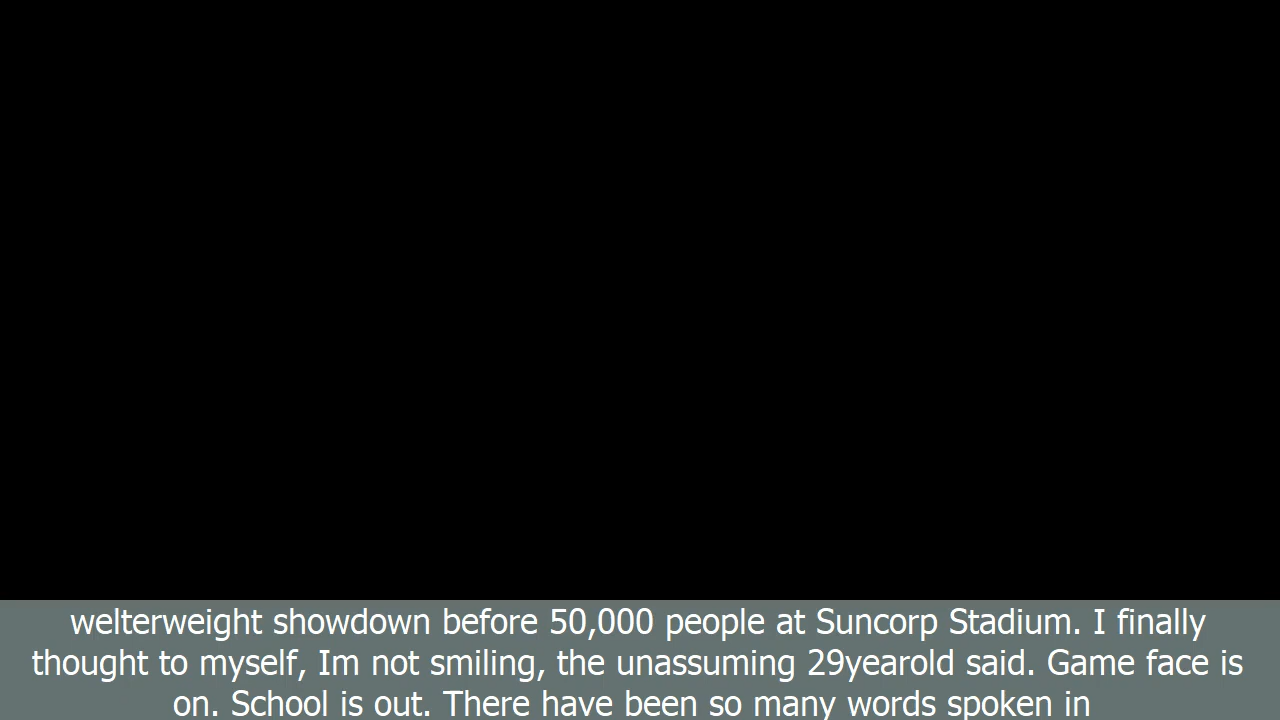 welterweight showdown before 50,000 people at Suncorp Stadium. I finally
thought to myself, Im not smiling, the unassuming 29yearold said. Game face is
on. School is out. There have been so many words spoken in